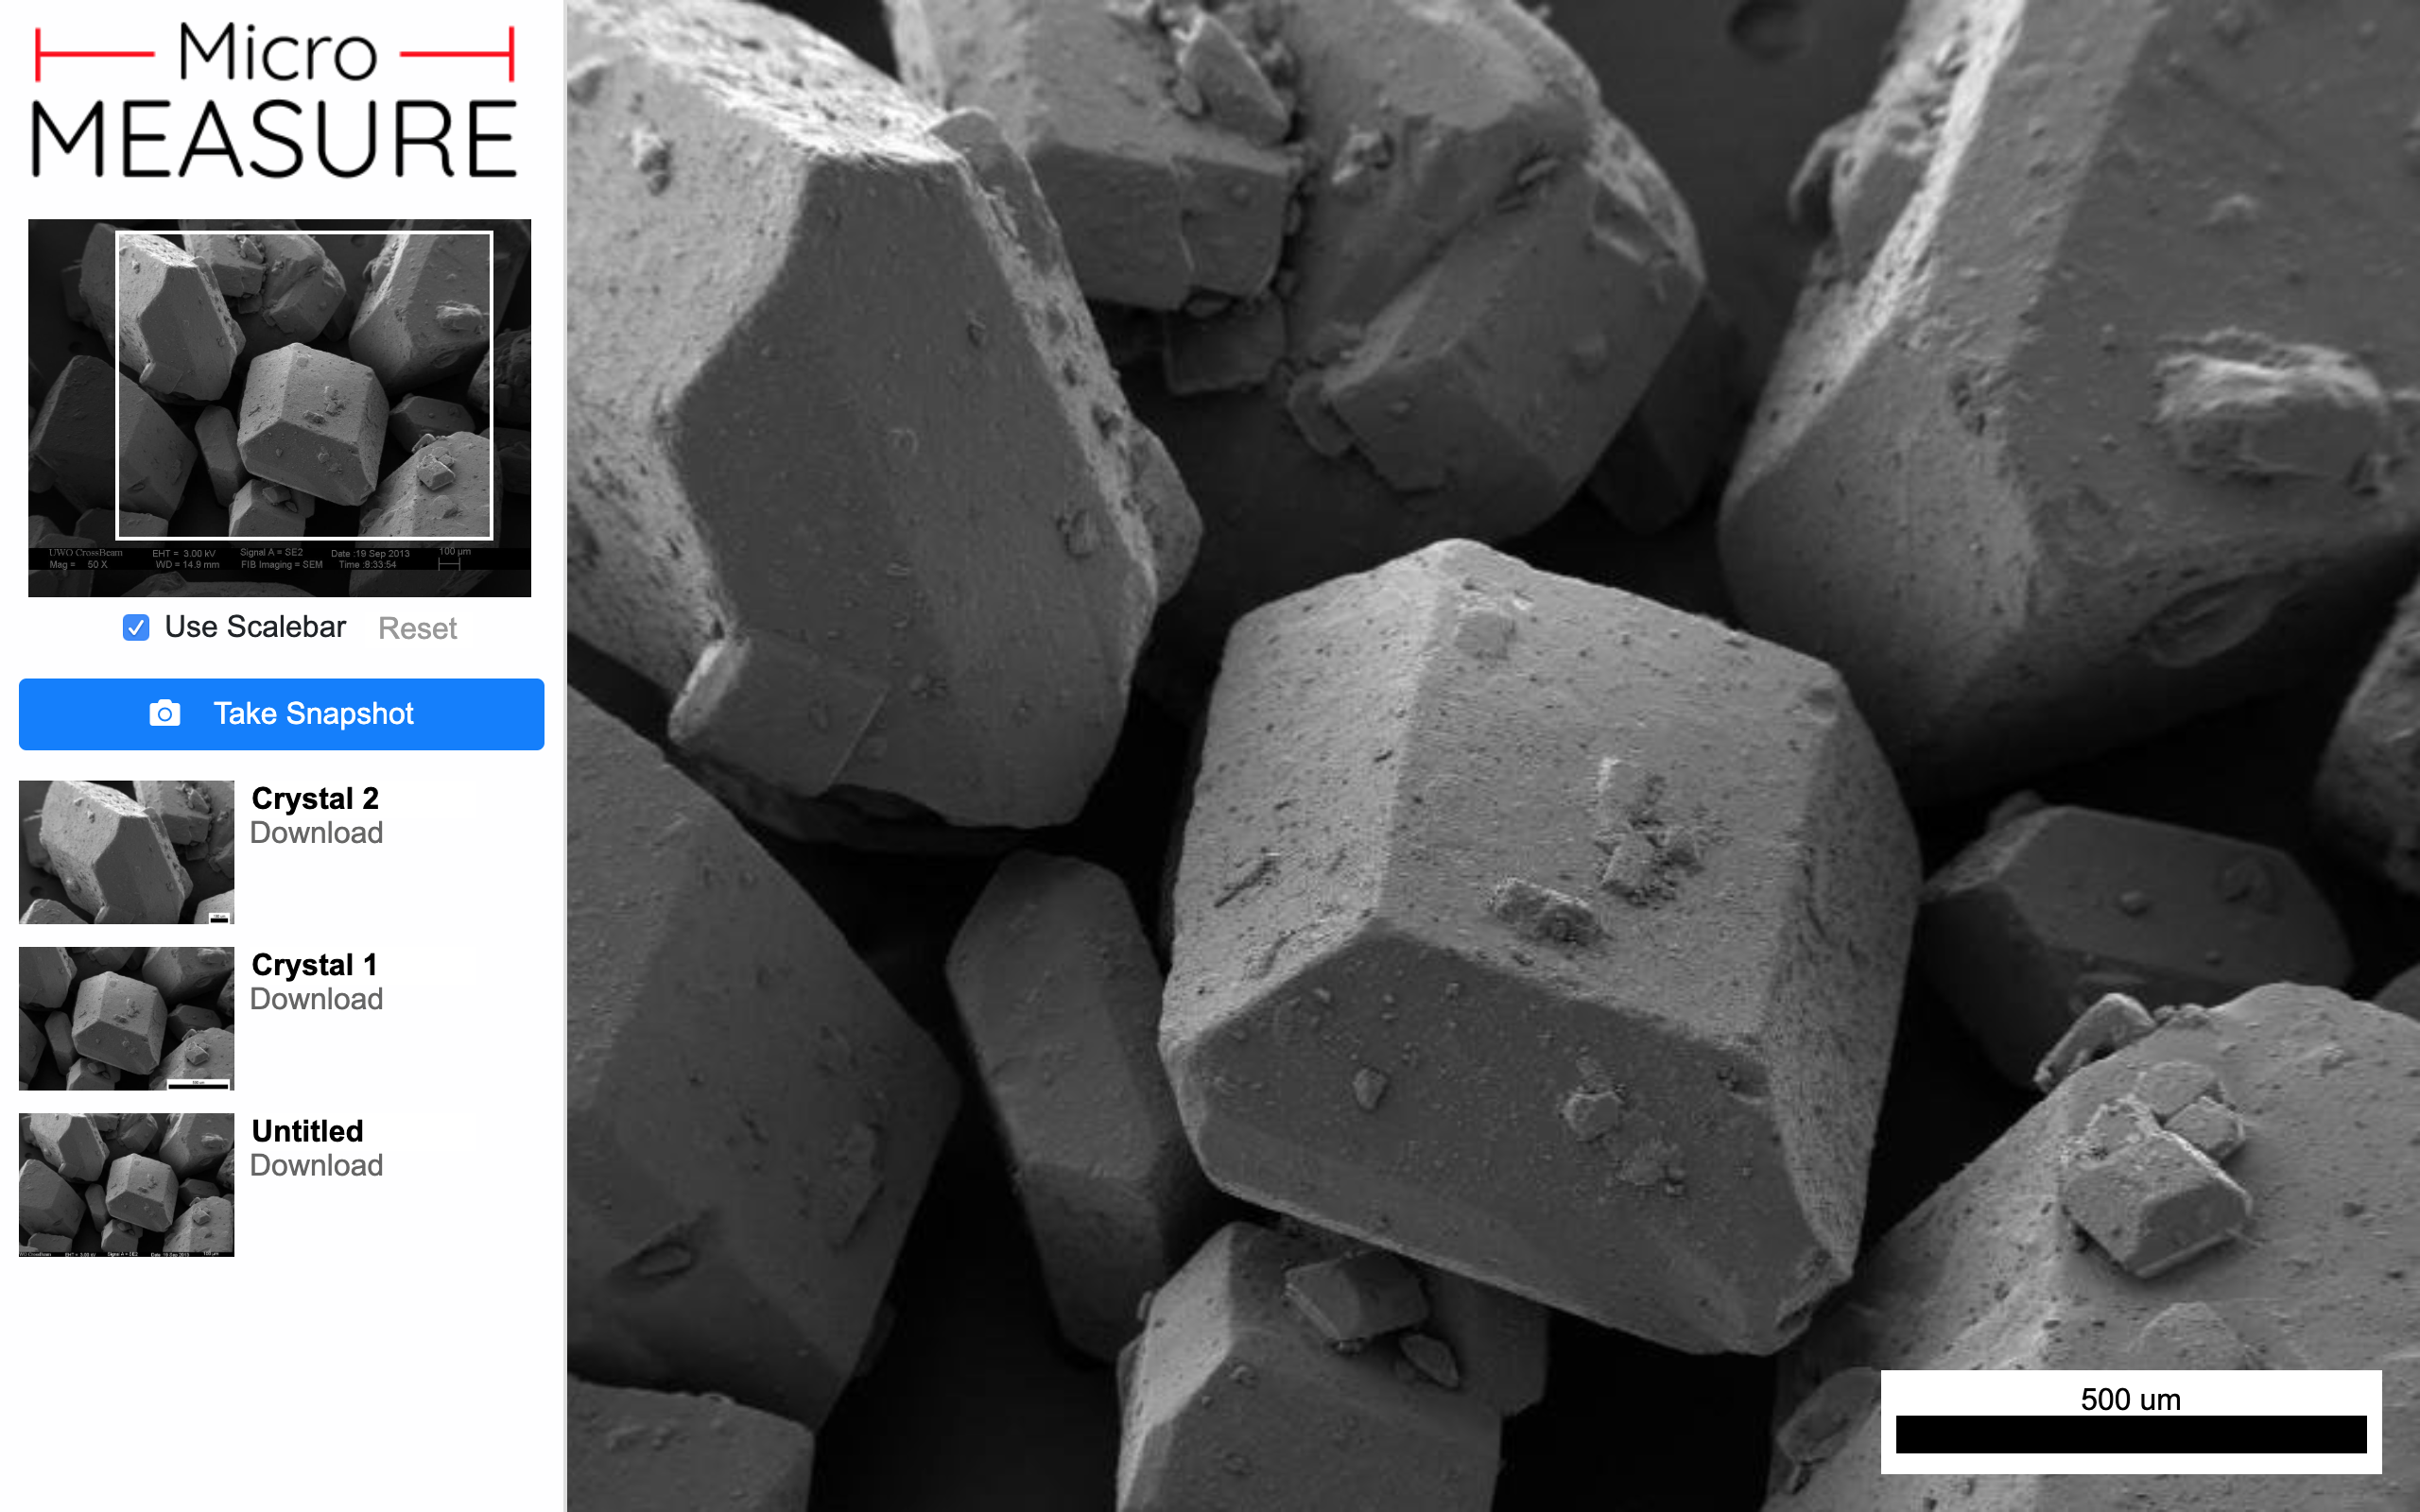 Micro
MEASURE
UWO CrossBeam EHT = 3.00 kV Signal A = SE2 Date :19 Sep 2013 100 µm
Mag = 50 X WD = 14.9 mm FIB Imaging = SEM Time :8:33:54
Use Scalebar Reset
Take Snapshot
Crystal 2
Download
Crystal 1
Download
Untitled
Download
500 um